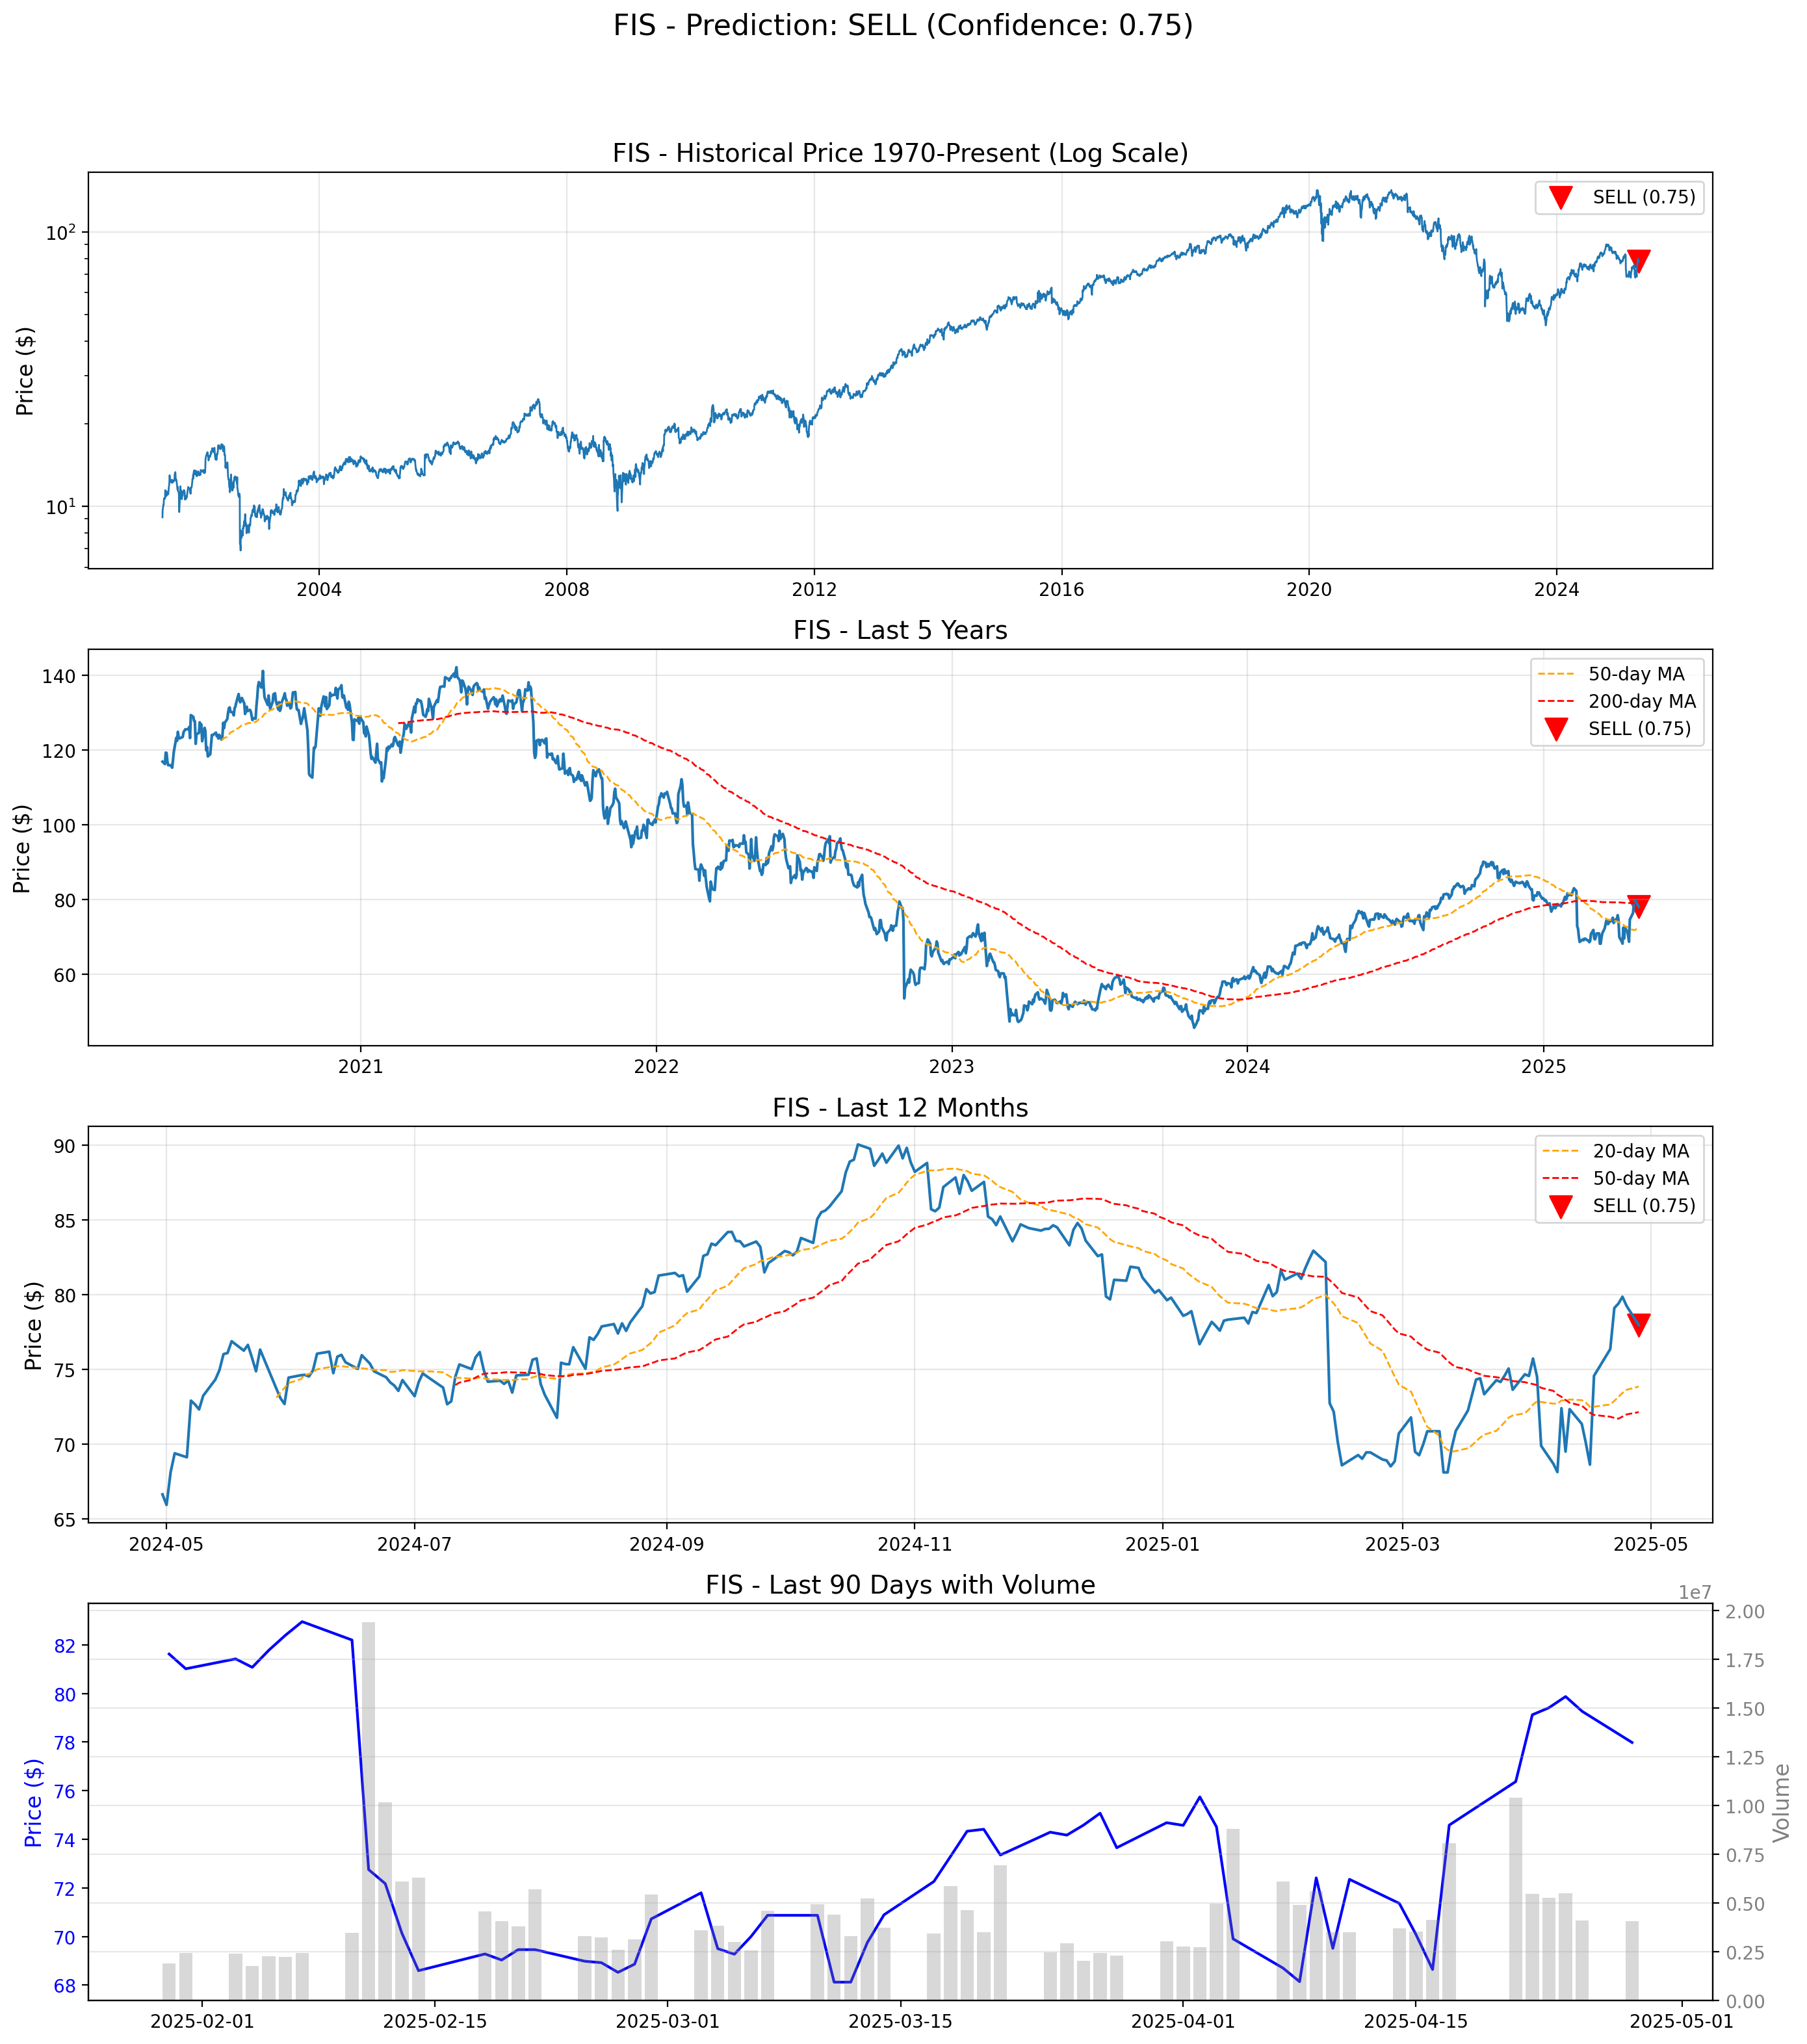 FIS - Prediction: SELL (Confidence: 0.75)
FIS - Historical Price 1970-Present (Log Scale)
SELL (0.75)
Price ($)
10²
10¹
2004 2008 2012 2016 2020 2024
FIS - Last 5 Years
50-day MA
200-day MA
SELL (0.75)
Price ($)
140
120
100
80
60
2021 2022 2023 2024 2025
FIS - Last 12 Months
20-day MA
50-day MA
SELL (0.75)
Price ($)
90
85
80
75
70
65
2024-05 2024-07 2024-09 2024-11 2025-01 2025-03 2025-05
FIS - Last 90 Days with Volume
1e7
Price ($)
82
80
78
76
74
72
70
68
2.00
1.75
1.50
1.25
1.00
0.75
0.50
0.25
0.00
Volume
2025-02-01 2025-02-15 2025-03-01 2025-03-15 2025-04-01 2025-04-15 2025-05-01